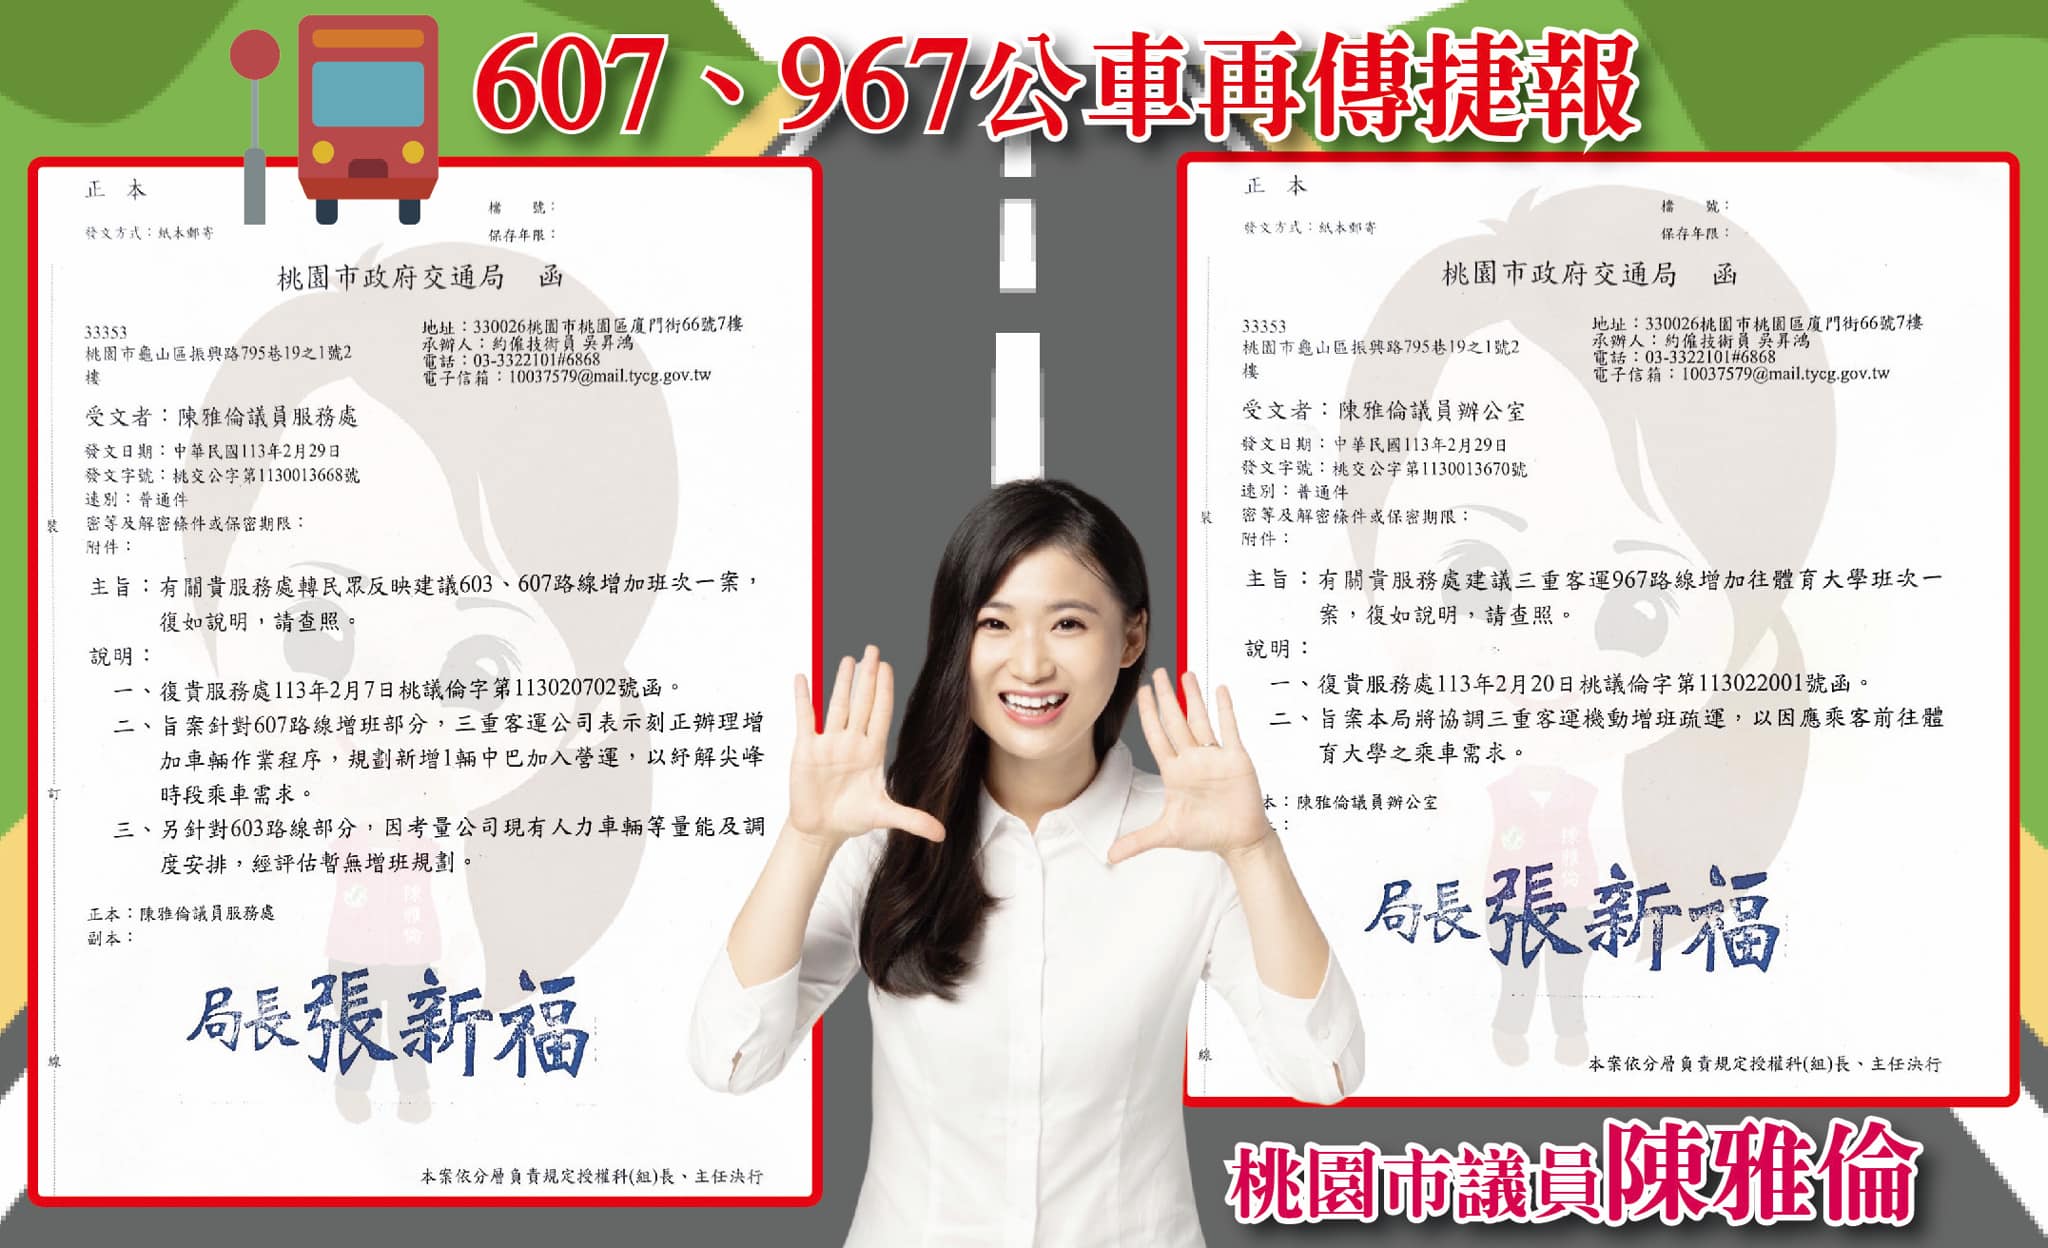 607、967公車再傳捷報
正 本
檔 號：
發文方式：紙本郵寄
保存年限：
桃園市政府交通局 函
33353
桃園市龜山區振興路795巷19之1號2
樓
地址：330026桃園市桃園區廈門街66號7樓
承辦人：約僱技術員 吳昇鴻
電話：03-3322101#6868
電子信箱：10037579@mail.tycg.gov.tw
受文者：陳雅倫議員服務處
發文日期：中華民國113年2月29日
發文字號：桃交公字第1130013668號
速別：普通件
密等及解密條件或保密期限：
附件：
主旨：有關貴服務處轉民眾反映建議603、607路線增加班次一案，
復如說明，請查照。
說明：
一、復貴服務處113年2月7日桃議倫字第113020702號函。
二、旨案針對607路線增班部分，三重客運公司表示刻正辦理增
加車輛作業程序，規劃新增1輛中巴加入營運，以紓解尖峰
時段乘車需求。
三、另針對603路線部分，因考量公司現有人力車輛等量能及調
度安排，經評估暫無增班規劃。
正本：陳雅倫議員服務處
副本：
局長張新福
本案依分層負責規定授權科(組)長、主任決行
裝
訂
線
陳雅倫
正 本
檔 號：
發文方式：紙本郵寄
保存年限：
桃園市政府交通局 函
33353
桃園市龜山區振興路795巷19之1號2
樓
地址：330026桃園市桃園區廈門街66號7樓
承辦人：約僱技術員 吳昇鴻
電話：03-3322101#6868
電子信箱：10037579@mail.tycg.gov.tw
受文者：陳雅倫議員辦公室
發文日期：中華民國113年2月29日
發文字號：桃交公字第1130013670號
速別：普通件
密等及解密條件或保密期限：
附件：
主旨：有關貴服務處建議三重客運967路線增加往體育大學班次一
案，復如說明，請查照。
說明：
一、復貴服務處113年2月20日桃議倫字第113022001號函。
二、旨案本局將協調三重客運機動增班疏運，以因應乘客前往體
育大學之乘車需求。
本：陳雅倫議員辦公室
局長張新福
本案依分層負責規定授權科(組)長、主任決行
裝
線
陳雅倫
桃園市議員陳雅倫